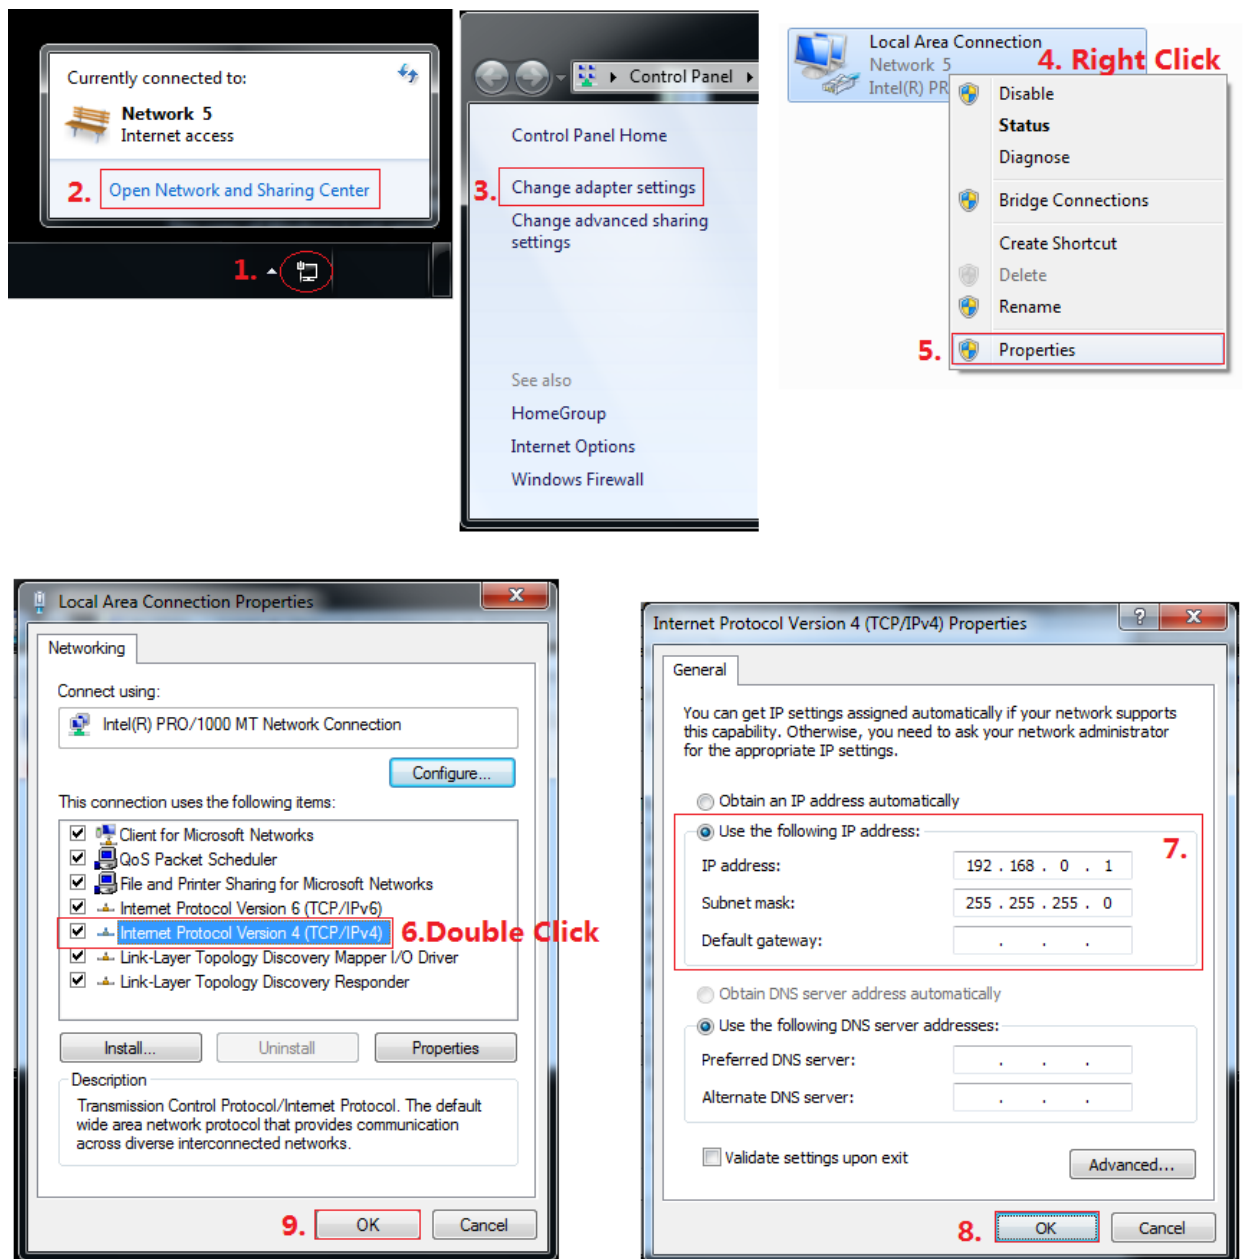 Currently connected to:
Network 5
Internet access
2. Open Network and Sharing Center
1.
Control Panel
Control Panel Home
3. Change adapter settings
Change advanced sharing
settings
See also
HomeGroup
Internet Options
Windows Firewall
Local Area Connection
Network 5
4. Right Click
Intel(R) PR
Disable
Status
Diagnose
Bridge Connections
Create Shortcut
Delete
Rename
5. Properties
Local Area Connection Properties
Networking
Connect using:
Intel(R) PRO/1000 MT Network Connection
Configure...
This connection uses the following items:
Client for Microsoft Networks
QoS Packet Scheduler
File and Printer Sharing for Microsoft Networks
Internet Protocol Version 6 (TCP/IPv6)
Internet Protocol Version 4 (TCP/IPv4) 6.Double Click
Link-Layer Topology Discovery Mapper I/O Driver
Link-Layer Topology Discovery Responder
Install... Uninstall Properties
Description
Transmission Control Protocol/Internet Protocol. The default
wide area network protocol that provides communication
across diverse interconnected networks.
9. OK Cancel
Internet Protocol Version 4 (TCP/IPv4) Properties
General
You can get IP settings assigned automatically if your network supports
this capability. Otherwise, you need to ask your network administrator
for the appropriate IP settings.
Obtain an IP address automatically
Use the following IP address:
7.
IP address: 192 . 168 . 0 . 1
Subnet mask: 255 . 255 . 255 . 0
Default gateway: . . .
Obtain DNS server address automatically
Use the following DNS server addresses:
Preferred DNS server: . . .
Alternate DNS server: . . .
Validate settings upon exit
Advanced...
8. OK Cancel